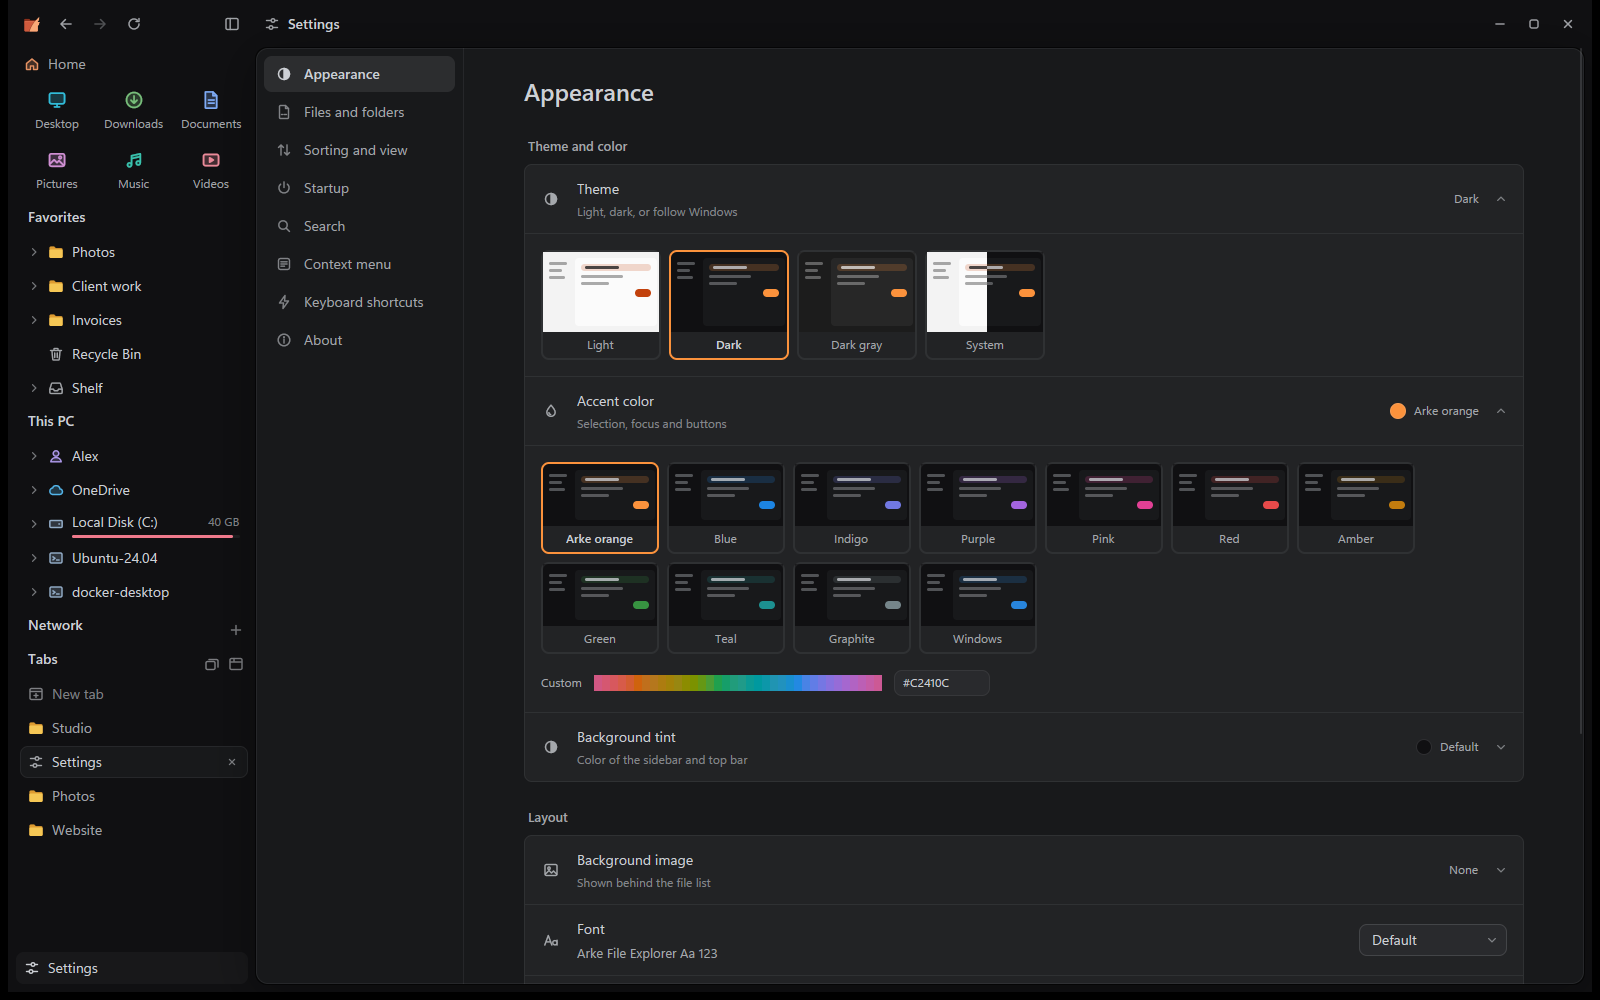 Settings
Home
Desktop
Downloads
Documents
Pictures
Music
Videos
Favorites
Photos
Client work
Invoices
Recycle Bin
Shelf
This PC
Alex
OneDrive
Local Disk (C:)
40 GB
Ubuntu-24.04
docker-desktop
Network
Tabs
New tab
Studio
Settings
Photos
Website
Settings
Appearance
Files and folders
Sorting and view
Startup
Search
Context menu
Keyboard shortcuts
About
Appearance
Theme and color
Theme
Light, dark, or follow Windows
Dark
Light
Dark
Dark gray
System
Accent color
Selection, focus and buttons
Arke orange
Arke orange
Blue
Indigo
Purple
Pink
Red
Amber
Green
Teal
Graphite
Windows
Custom
#C2410C
Background tint
Color of the sidebar and top bar
Default
Layout
Background image
Shown behind the file list
None
Font
Arke File Explorer Aa 123
Default